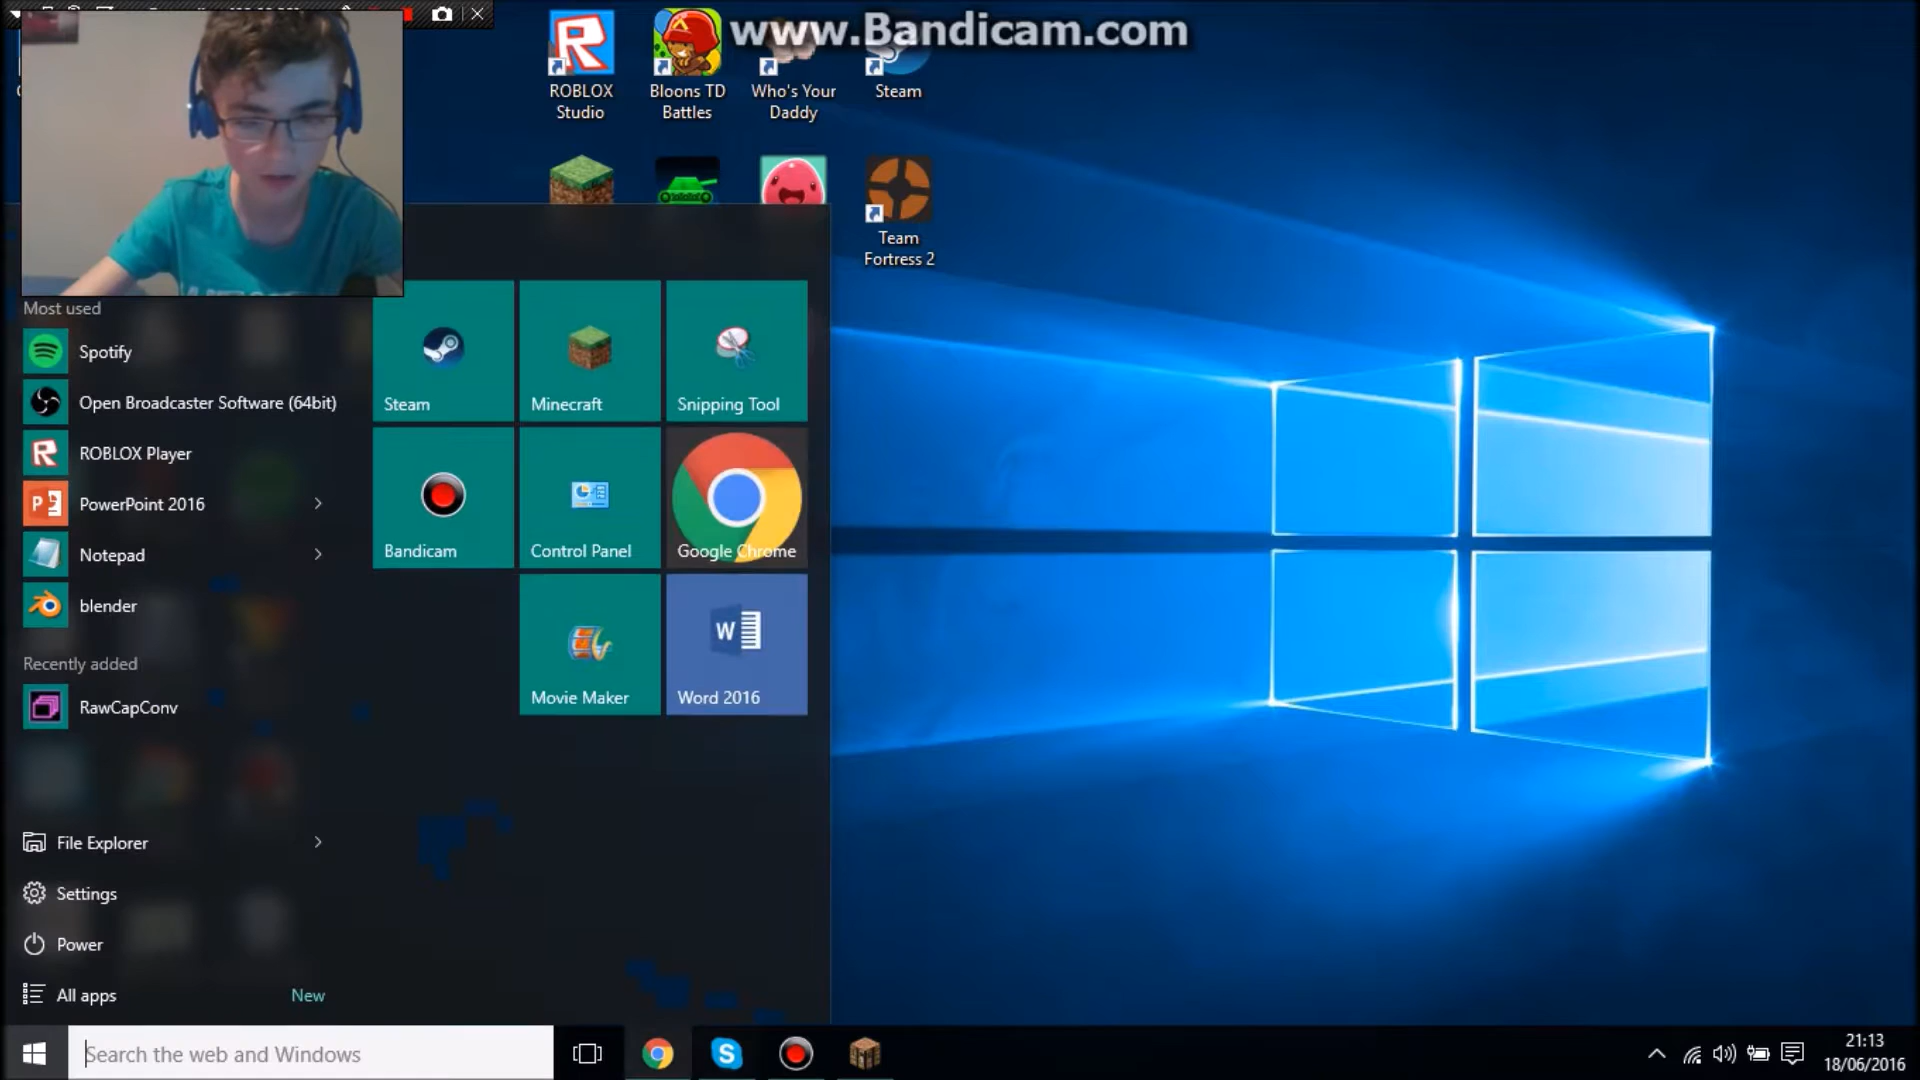 www.Bandicam.com
ROBLOX
Studio
Bloons TD
Battles
Who's Your
Daddy
Steam
Team
Fortress 2
Most used
Spotify
Open Broadcaster Software (64bit)
ROBLOX Player
PowerPoint 2016
Notepad
blender
Recently added
RawCapConv
File Explorer
Settings
Power
All apps
New
Steam
Minecraft
Snipping Tool
Bandicam
Control Panel
Google Chrome
Movie Maker
Word 2016
Search the web and Windows
21:13
18/06/2016